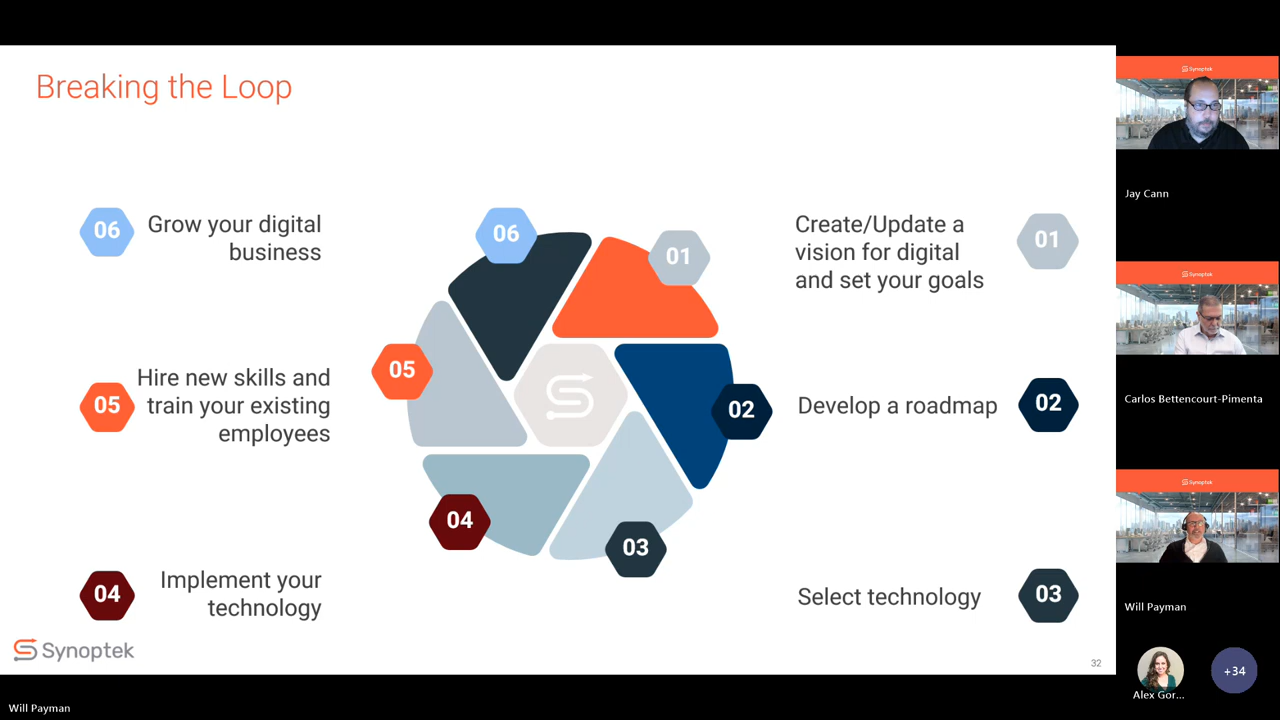 Breaking the Loop
06
Grow your digital
business
05
Hire new skills and
train your existing
employees
04
Implement your
technology
06
01
05
02
04
03
Create/Update a
vision for digital
and set your goals
01
Develop a roadmap
02
Select technology
03
Synoptek
32
Will Payman
Synoptek
Jay Cann
Synoptek
Carlos Bettencourt-Pimenta
Synoptek
Will Payman
Alex Gor...
+34